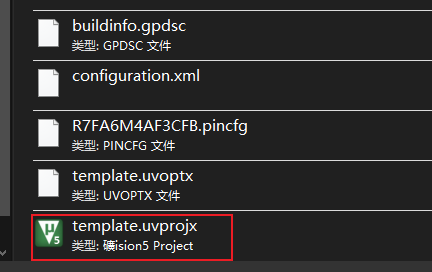 buildinfo.gpdsc
类型: GPDSC 文件
configuration.xml
R7FA6M4AF3CFB.pincfg
类型: PINCFG 文件
template.uvoptx
类型: UVOPTX 文件
template.uvprojx
类型: 礦ision5 Project